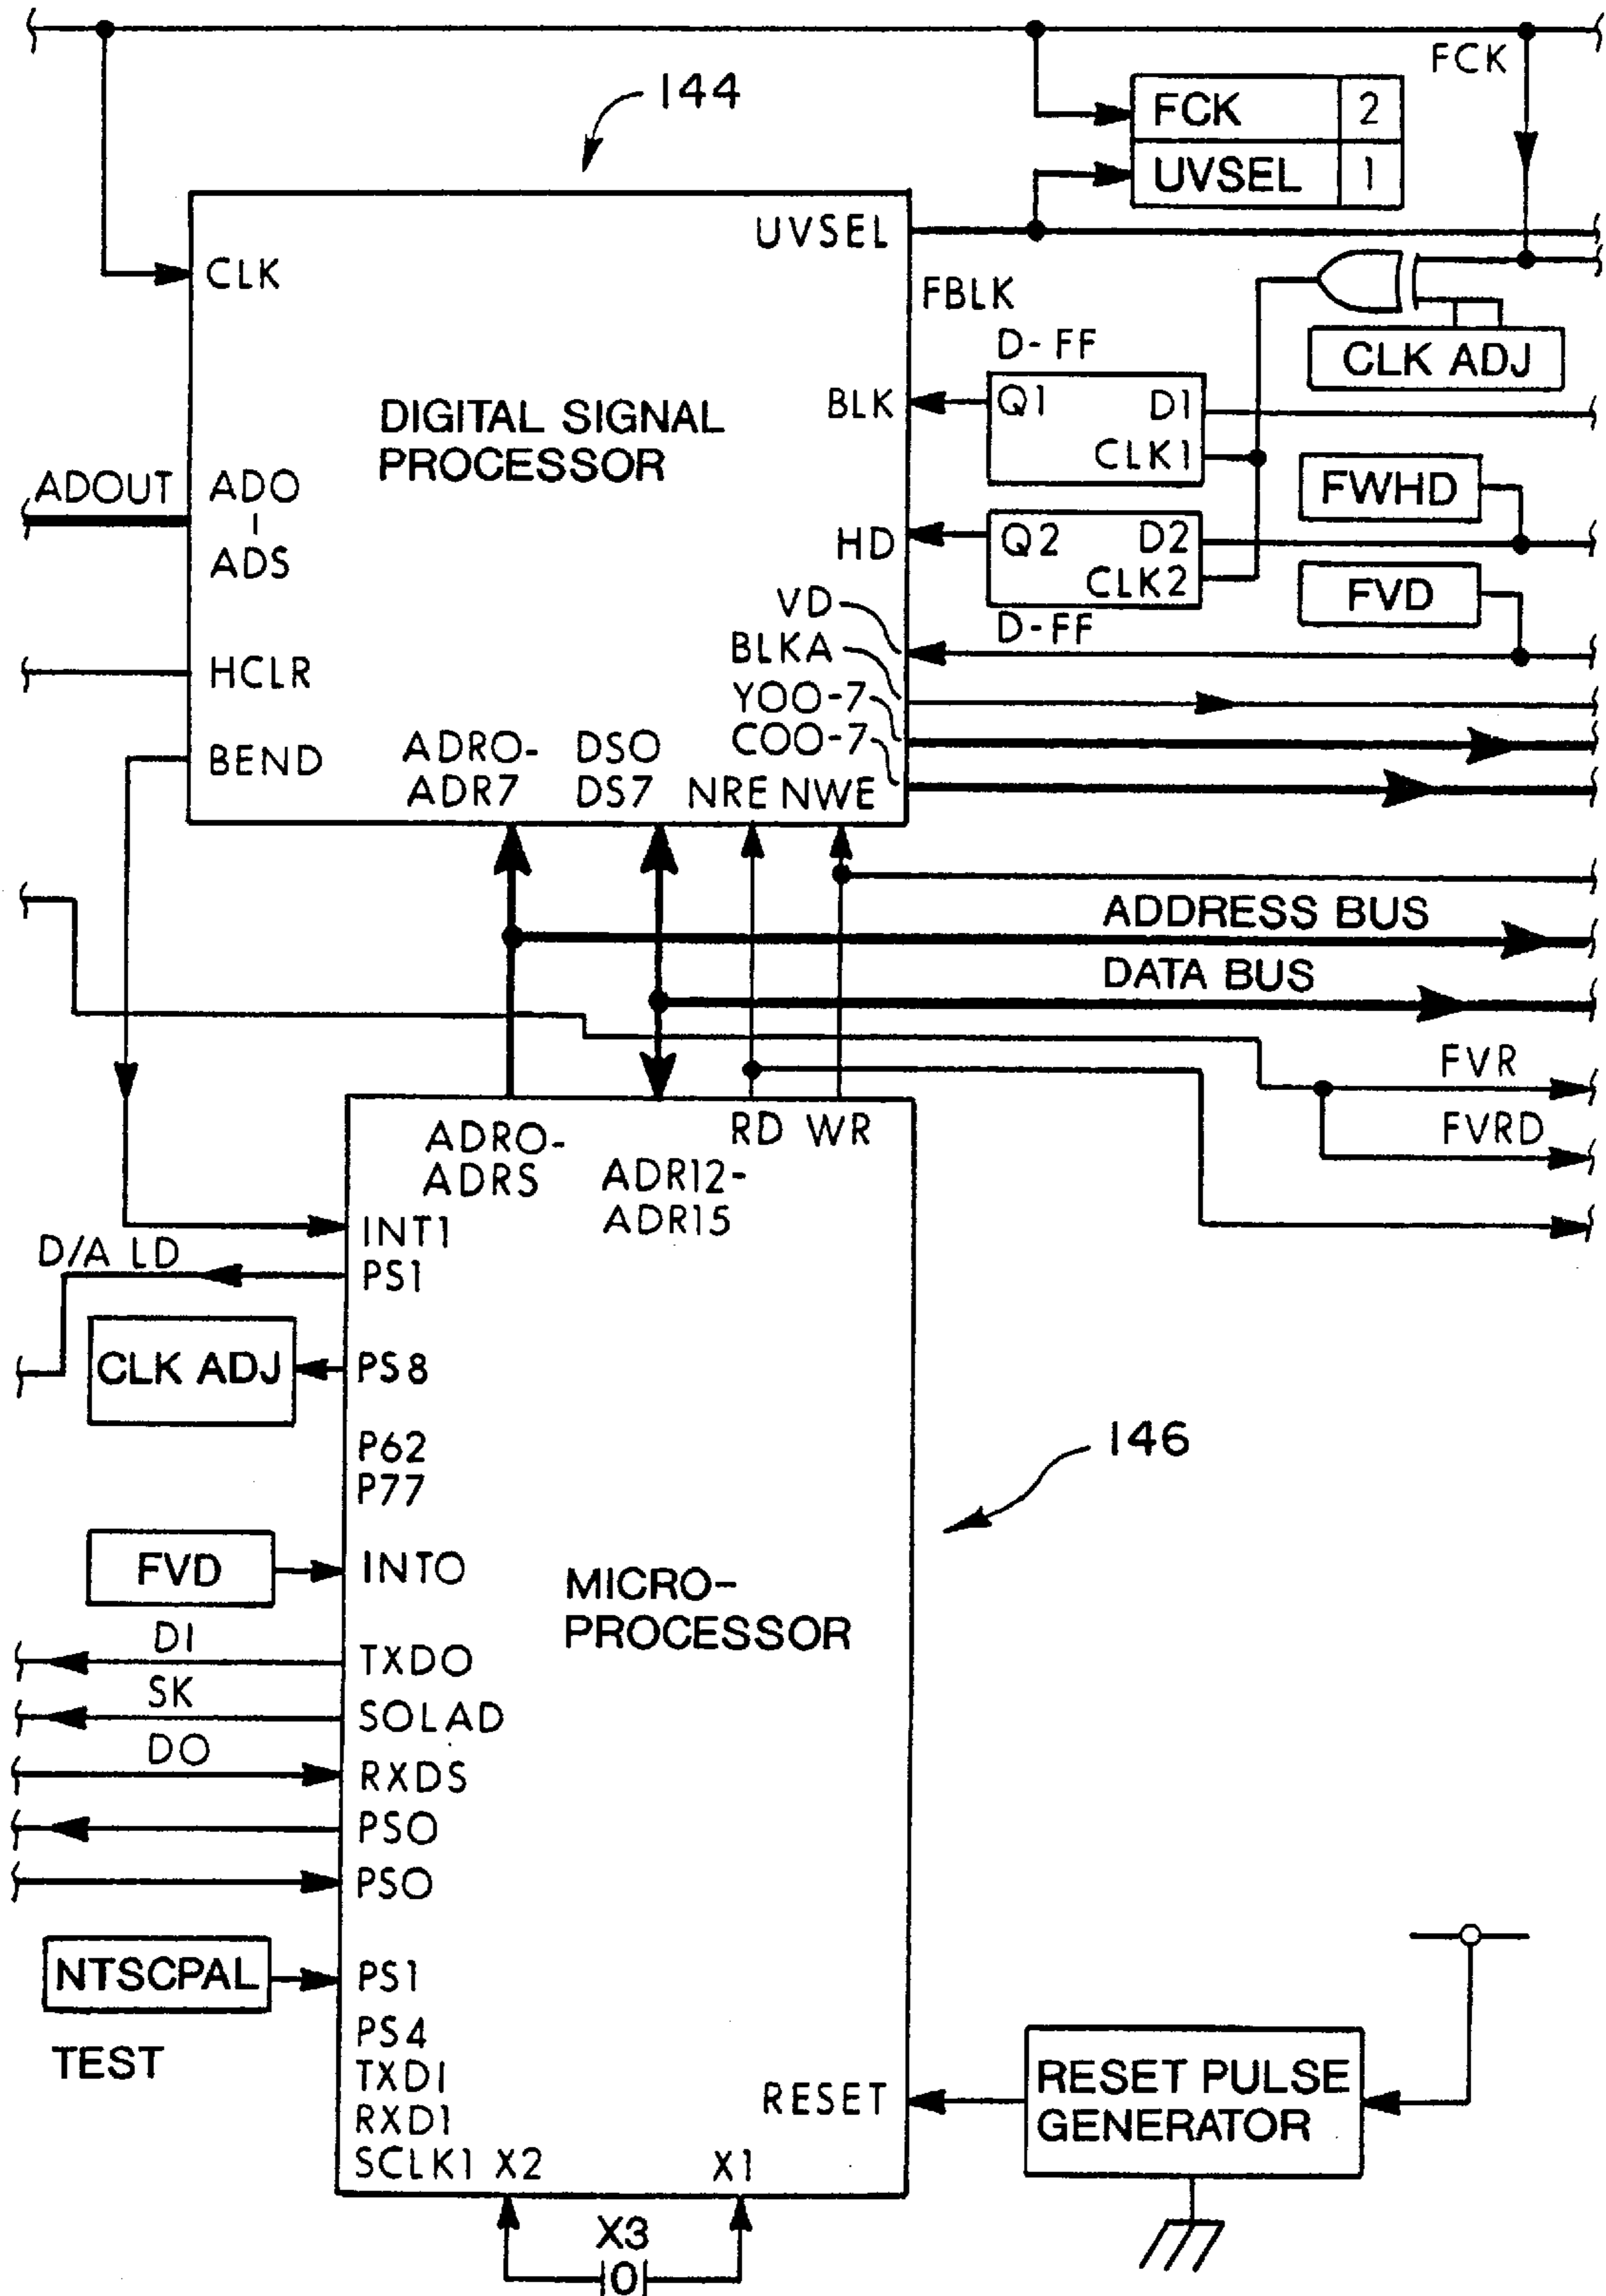 FCK
144
FCK 2
UVSEL 1
UVSEL
CLK
FBLK
CLK ADJ
D-FF
BLK
Q1 D1
CLK1
DIGITAL SIGNAL
PROCESSOR
ADOUT
ADO
-
ADS
FWHD
HD
Q2 D2
CLK2
D-FF
FVD
VD
BLKA
YOO-7
COO-7
HCLR
BEND
ADRO-
ADR7
DSO
DS7
NRE NWE
ADDRESS BUS
DATA BUS
FVR
FVRD
ADRO-
ADRS
ADR12-
ADR15
RD WR
INT1
D/A LD
PS1
CLK ADJ
PS8
146
P62
P77
FVD
INTO
MICRO-
PROCESSOR
DI
TXDO
SK
SOLAD
DO
RXDS
PSO
PSO
NTSCPAL
PS1
TEST
PS4
TXD1
RXD1
SCLK1 X2 X1
RESET
RESET PULSE
GENERATOR
X3